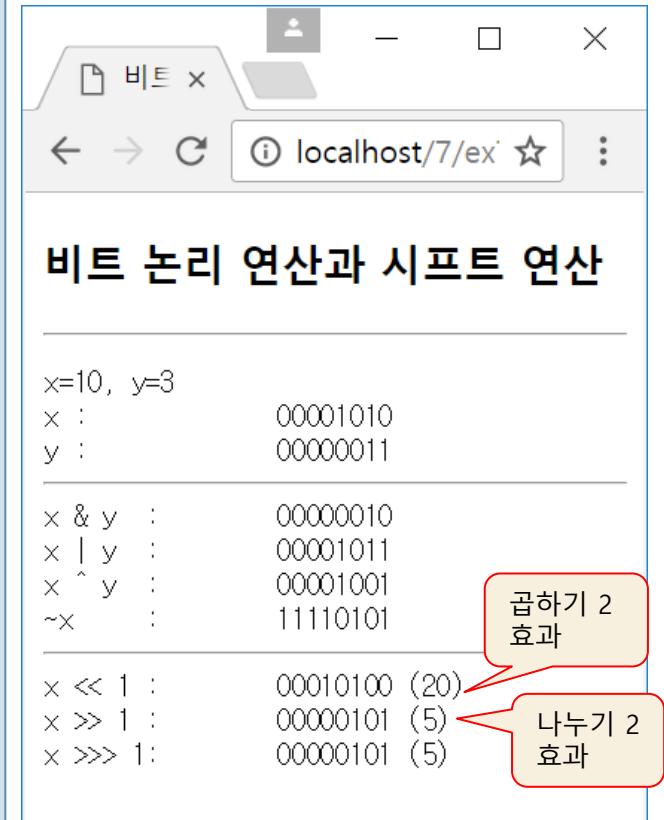 비트
localhost/7/ex
비트 논리 연산과 시프트 연산
x=10, y=3
x : 00001010
y : 00000011
x & y : 00000010
x | y : 00001011
x ^ y : 00001001
~x : 11110101
곱하기 2
효과
x << 1 : 00010100 (20)
x >> 1 : 00000101 (5)
x >>> 1: 00000101 (5)
나누기 2
효과